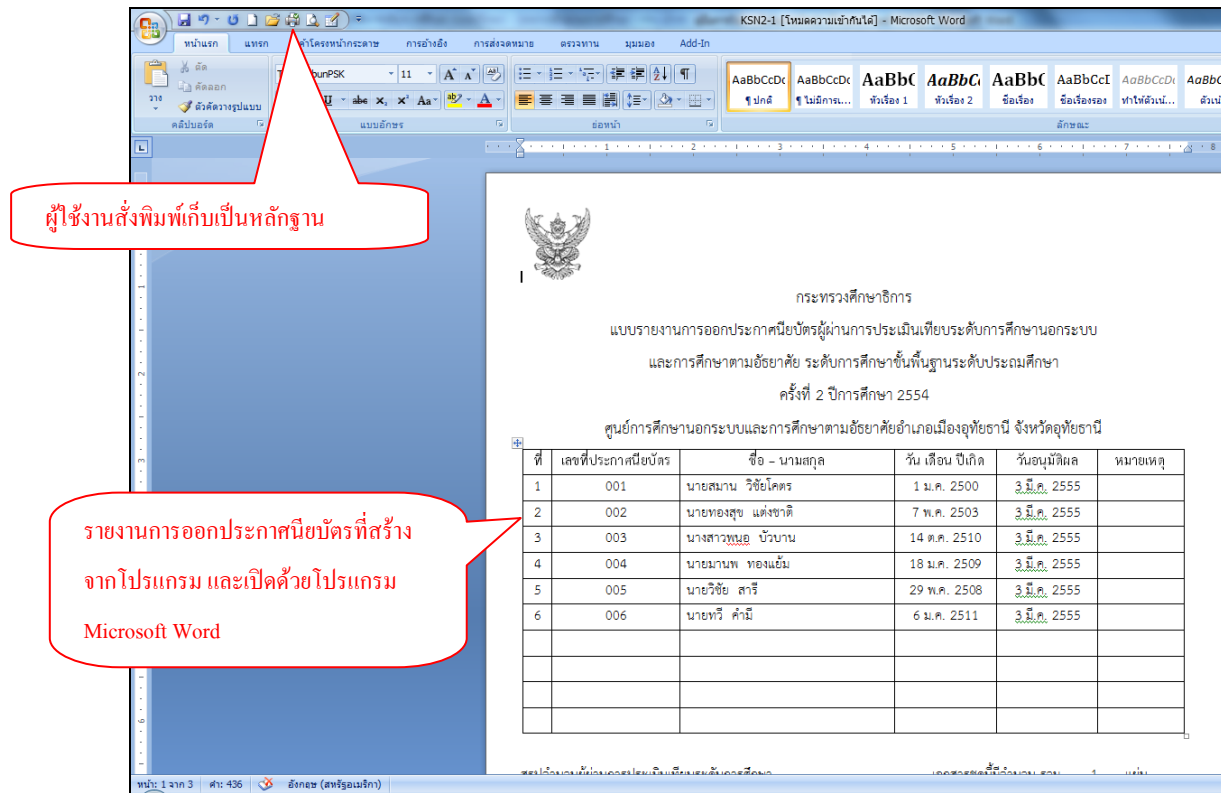 KSN2-1 [โหมดความเข้ากันได้] - Microsoft Word
หน้าแรก แทรก เค้าโครงหน้ากระดาษ การอ้างอิง การส่งจดหมาย ตรวจทาน มุมมอง Add-In
วาง
ตัด
คัดลอก
ตัวคัดวางรูปแบบ
คลิปบอร์ด
11
แบบอักษร
ย่อหน้า
AaBbCcDc ¶ ปกติ
AaBbCcDc ¶ ไม่มีการเ...
AaBb( หัวเรื่อง 1
AaBbCc หัวเรื่อง 2
AaBb( ชื่อเรื่อง
AaBbCcI ชื่อเรื่องรอง
AaBbCcDc ทำให้ตัวเน้...
ลักษณะ
1 2 3 4 5 6 7 8
ผู้ใช้งานสั่งพิมพ์เก็บเป็นหลักฐาน
กระทรวงศึกษาธิการ
แบบรายงานการออกประกาศนียบัตรผู้ผ่านการประเมินเทียบระดับการศึกษานอกระบบ
และการศึกษาตามอัธยาศัย ระดับการศึกษาขั้นพื้นฐานระดับประถมศึกษา
ครั้งที่ 2 ปีการศึกษา 2554
ศูนย์การศึกษานอกระบบและการศึกษาตามอัธยาศัยอำเภอเมืองอุทัยธานี จังหวัดอุทัยธานี
ที่ เลขที่ประกาศนียบัตร ชื่อ – นามสกุล วัน เดือน ปีเกิด วันอนุมัติผล หมายเหตุ
1 001 นายสมาน วิชัยโคตร 1 ม.ค. 2500 3 มี.ค. 2555
2 002 นายทองสุข แต่งชาติ 7 พ.ค. 2503 3 มี.ค. 2555
3 003 นางสาวพนอ บัวบาน 14 ต.ค. 2510 3 มี.ค. 2555
4 004 นายมานพ ทองแย้ม 18 ม.ค. 2509 3 มี.ค. 2555
5 005 นายวิชัย สารี 29 พ.ค. 2508 3 มี.ค. 2555
6 006 นายทวี คำมี 6 ม.ค. 2511 3 มี.ค. 2555
รายงานการออกประกาศนียบัตรที่สร้าง
จากโปรแกรม และเปิดด้วยโปรแกรม
Microsoft Word
หน้า: 1 จาก 3 คำ: 436 อังกฤษ (สหรัฐอเมริกา)